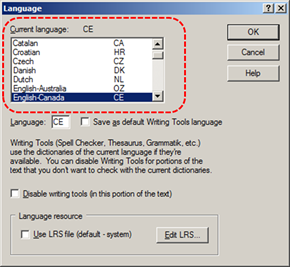 Language
Current language: CE
OK
Catalan CA
Croatian HR
Cancel
Czech CZ
Danish DK
Help
Dutch NL
English-Australia OZ
English-Canada CE
Language: CE Save as default Writing Tools language
Writing Tools (Spell Checker, Thesaurus, Grammatik, etc.)
use the dictionaries of the current language if they're
available. You can disable Writing Tools for portions of
the text that you don't want to check with the current dictionaries.
Disable writing tools (in this portion of the text)
Language resource
Use LRS file (default - system) Edit LRS...